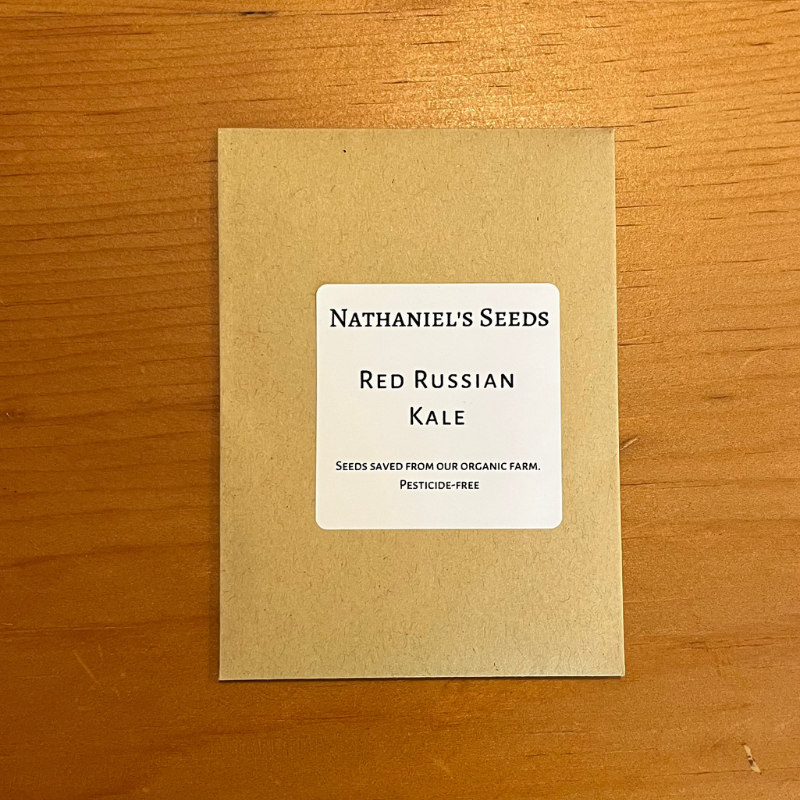 Nathaniel's Seeds
Red Russian
Kale
Seeds saved from our organic farm.
Pesticide-free